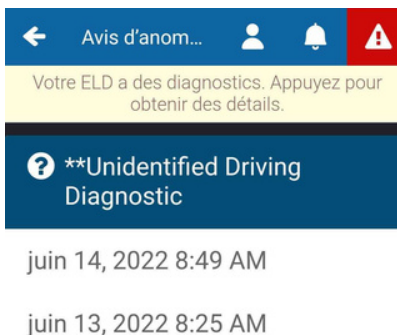 Avis d'anom...
Votre ELD a des diagnostics. Appuyez pour
obtenir des détails.
**Unidentified Driving
Diagnostic
juin 14, 2022 8:49 AM
juin 13, 2022 8:25 AM